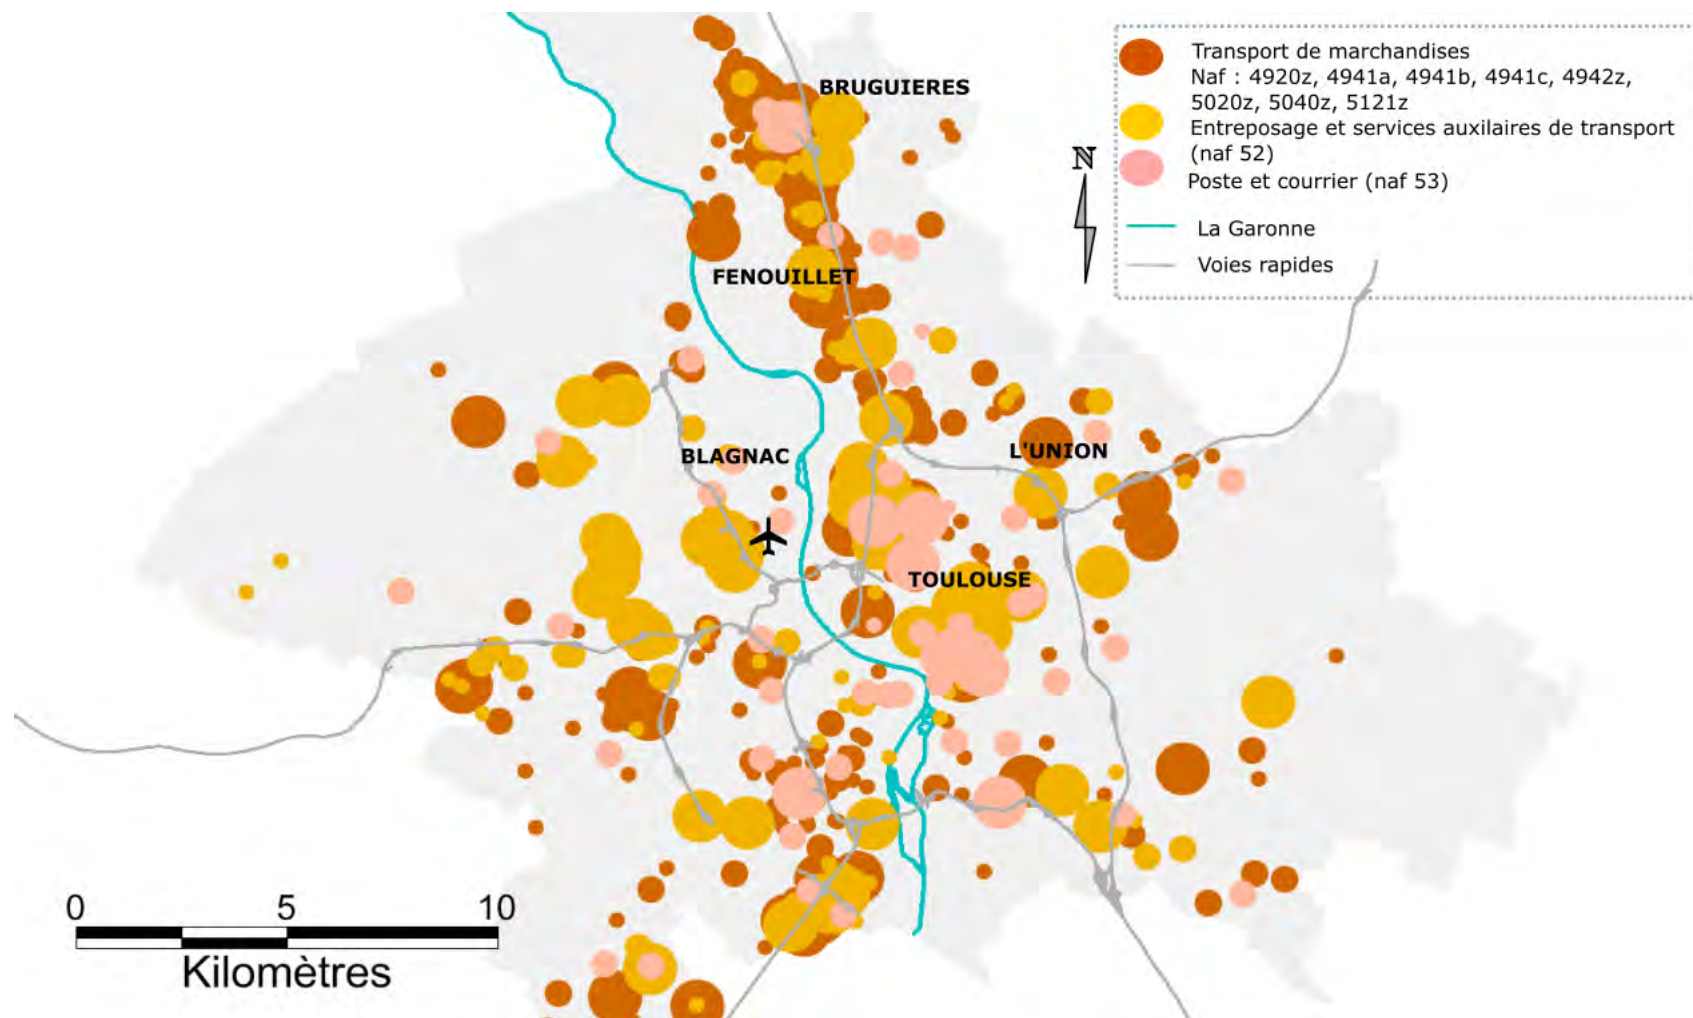 Transport de marchandises
Naf : 4920z, 4941a, 4941b, 4941c, 4942z,
5020z, 5040z, 5121z
Entreposage et services auxilaires de transport
(naf 52)
Poste et courrier (naf 53)
La Garonne
Voies rapides
N
BRUGUIERES
FENOUILLET
BLAGNAC
L'UNION
TOULOUSE
0 5 10
Kilomètres